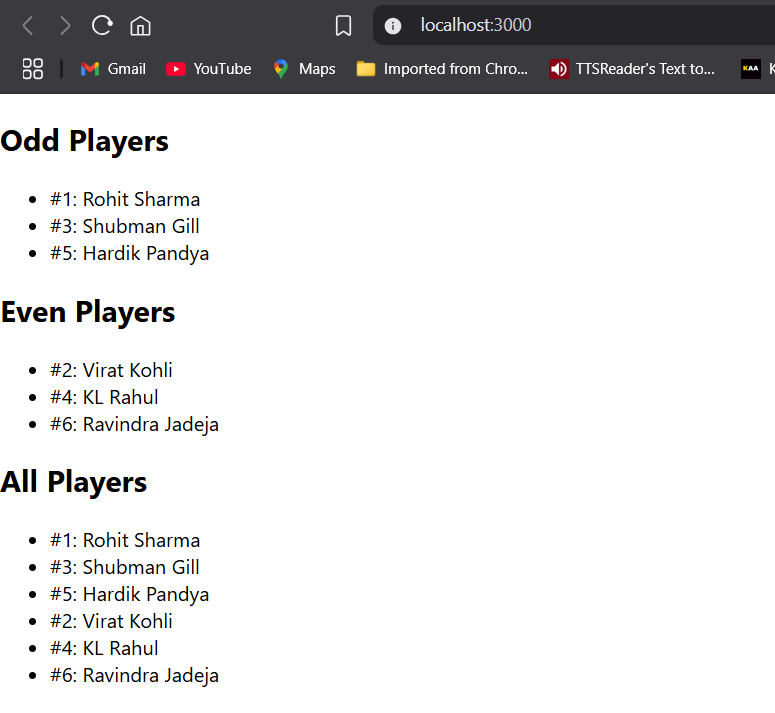 localhost:3000
Gmail YouTube Maps Imported from Chro... TTSReader's Text to... KAA K
Odd Players
• #1: Rohit Sharma
• #3: Shubman Gill
• #5: Hardik Pandya
Even Players
• #2: Virat Kohli
• #4: KL Rahul
• #6: Ravindra Jadeja
All Players
• #1: Rohit Sharma
• #3: Shubman Gill
• #5: Hardik Pandya
• #2: Virat Kohli
• #4: KL Rahul
• #6: Ravindra Jadeja